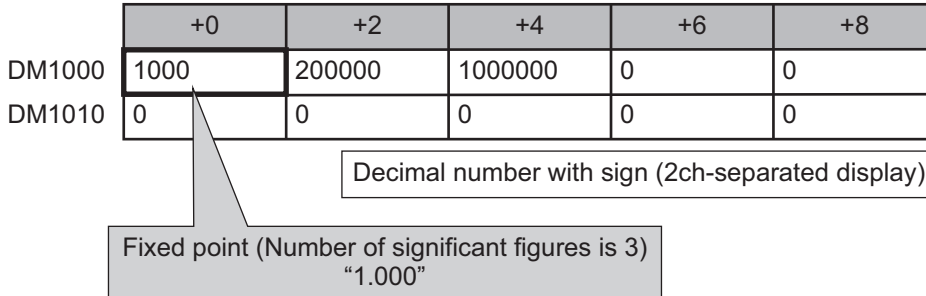 +0 +2 +4 +6 +8
DM1000 1000 200000 1000000 0 0
DM1010 0 0 0 0 0
Decimal number with sign (2ch-separated display)
Fixed point (Number of significant figures is 3)
“1.000”